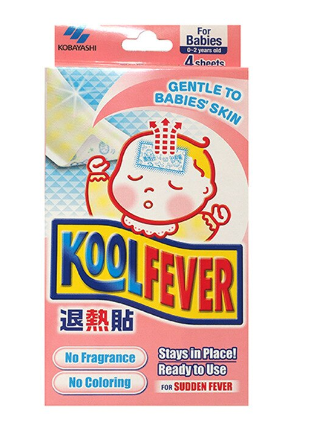 KOBAYASHI
For
Babies
0-2 years old
4 sheets
GENTLE TO
BABIES' SKIN
KOOLFEVER
退熱貼
No Fragrance
No Coloring
Stays in Place!
Ready to Use
FOR SUDDEN FEVER